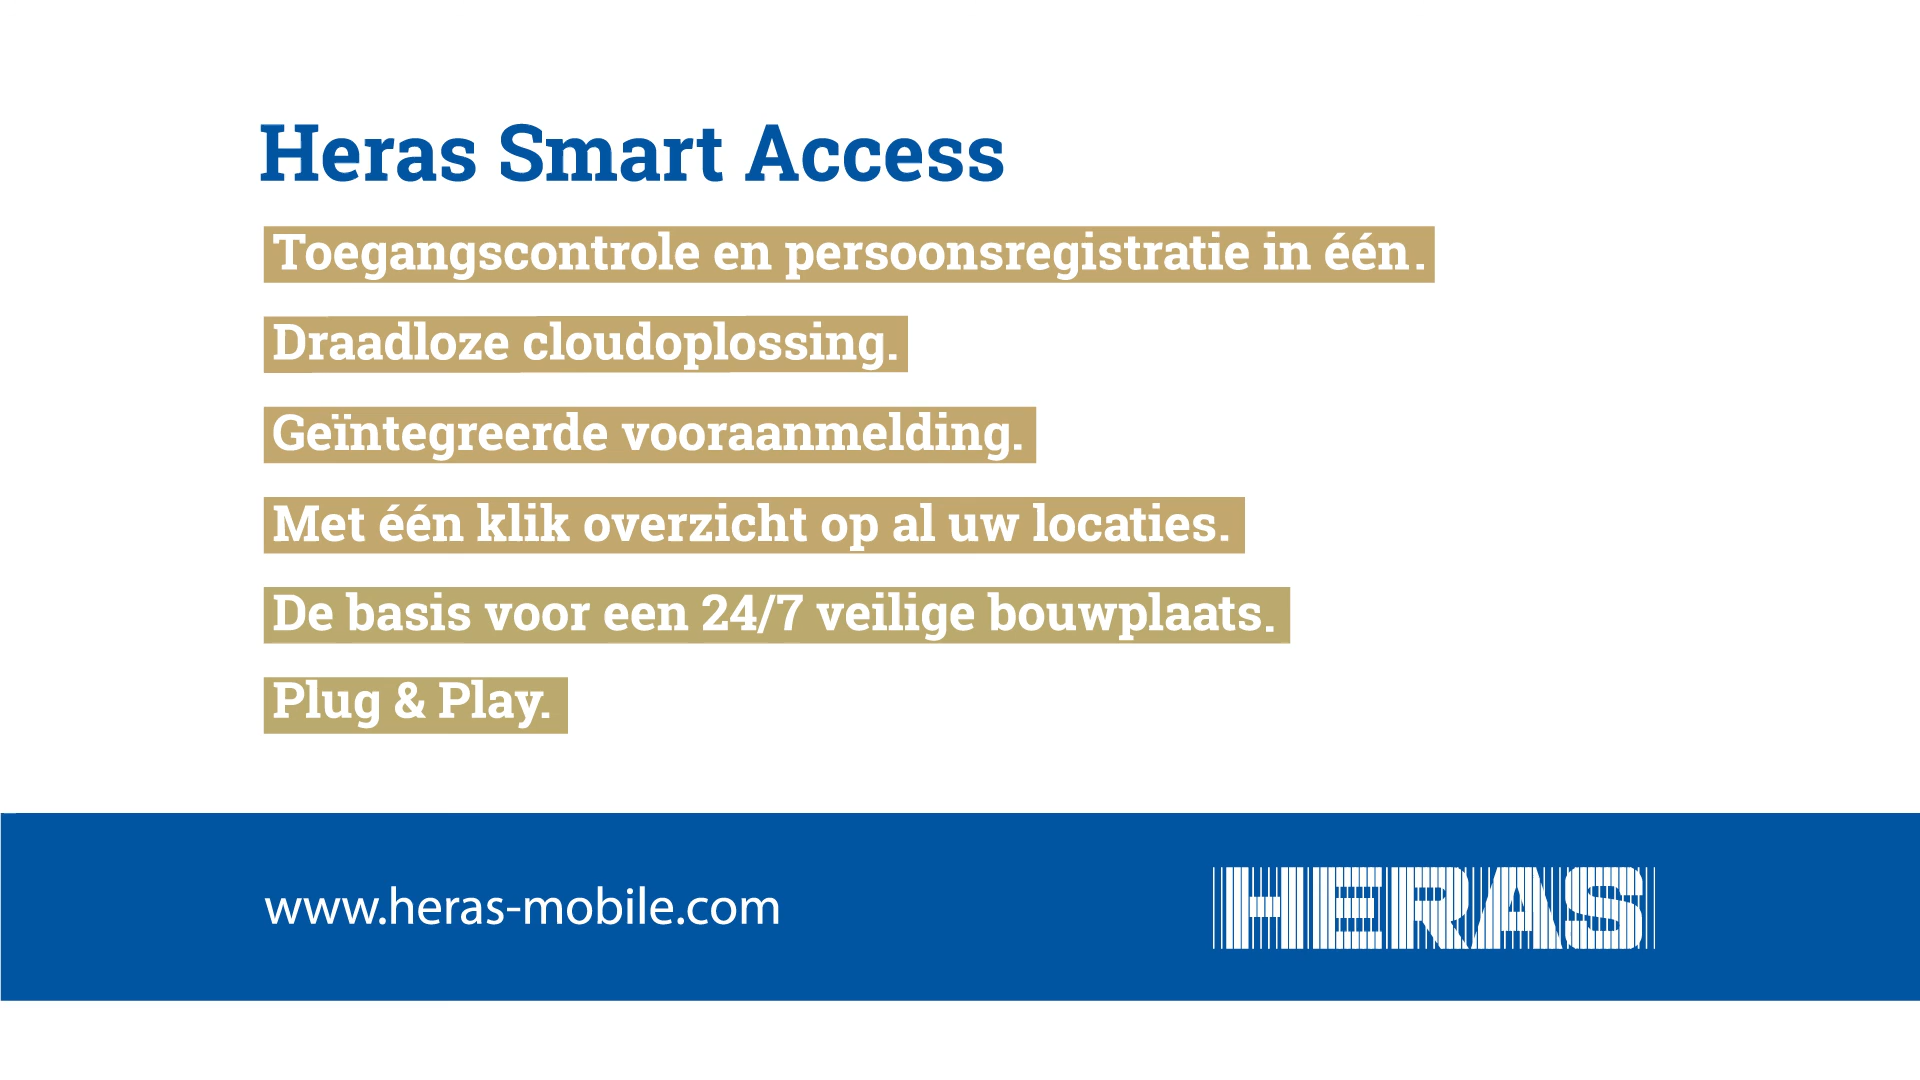 Heras Smart Access
Toegangscontrole en persoonsregistratie in één.
Draadloze cloudoplossing.
Geïntegreerde vooraanmelding.
Met één klik overzicht op al uw locaties.
De basis voor een 24/7 veilige bouwplaats.
Plug & Play.
www.heras-mobile.com
HERAS